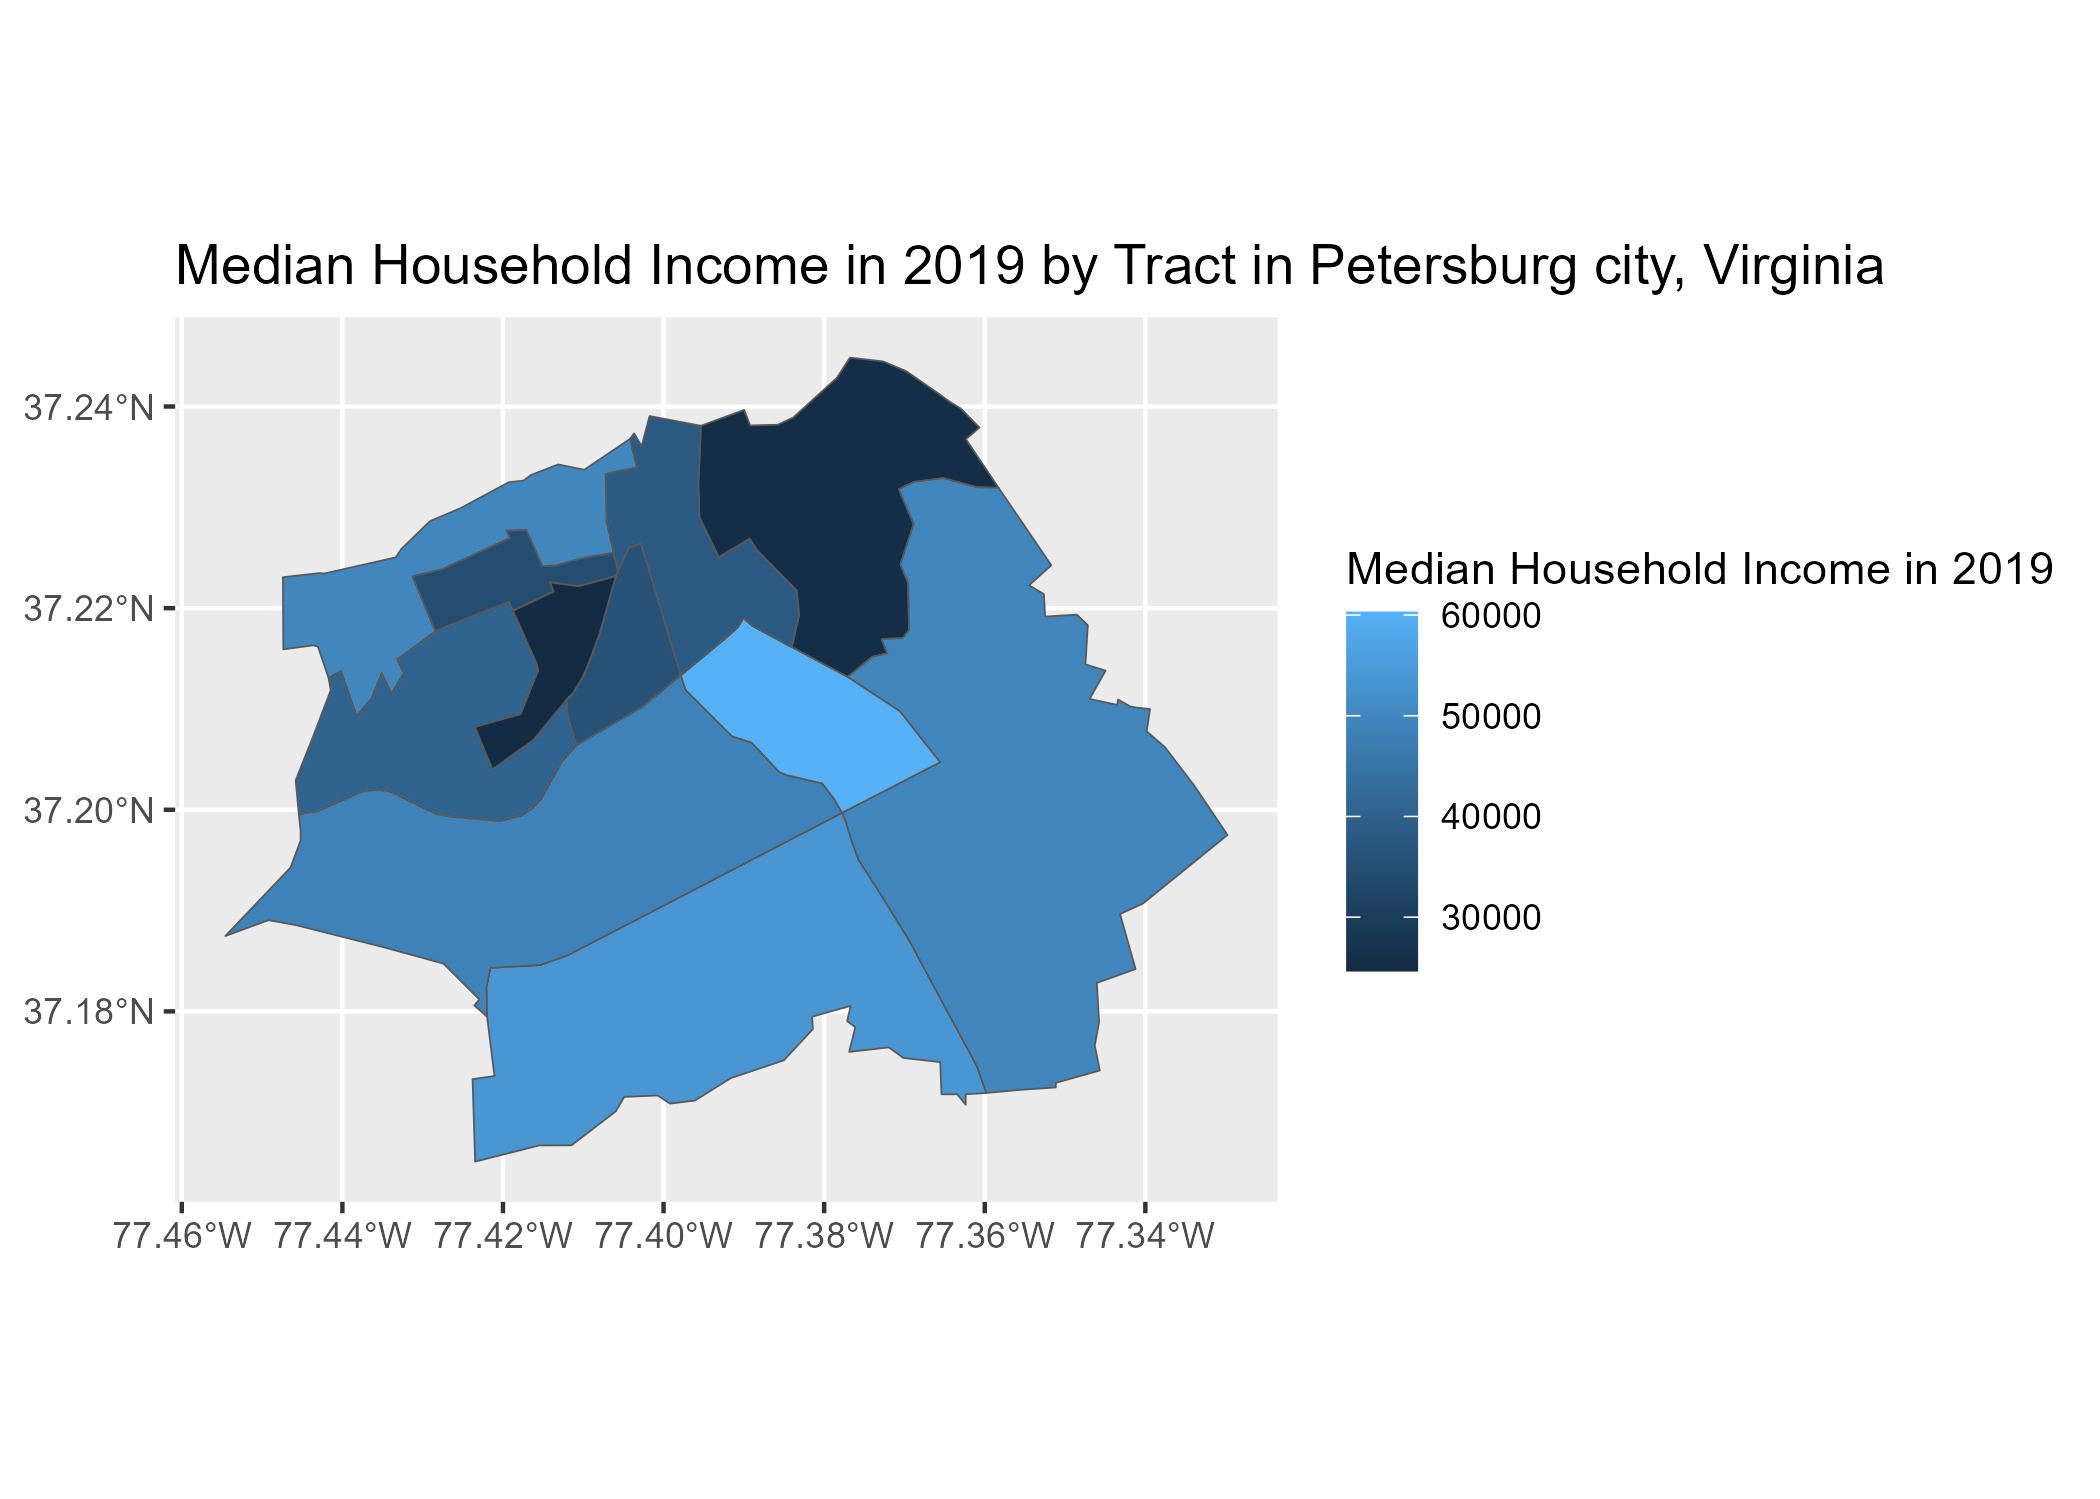 Median Household Income in 2019 by Tract in Petersburg city, Virginia
37.24°N
37.22°N
37.20°N
37.18°N
77.46°W 77.44°W 77.42°W 77.40°W 77.38°W 77.36°W 77.34°W
Median Household Income in 2019
60000
50000
40000
30000